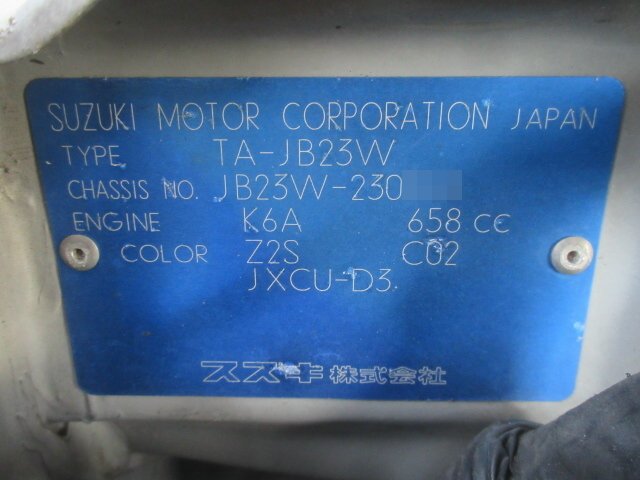 SUZUKI MOTOR CORPORATION JAPAN
TYPE TA-JB23W
CHASSIS NO. JB23W-230
ENGINE K6A 658 CC
COLOR Z2S C02
JXCU-D3
スズキ株式会社